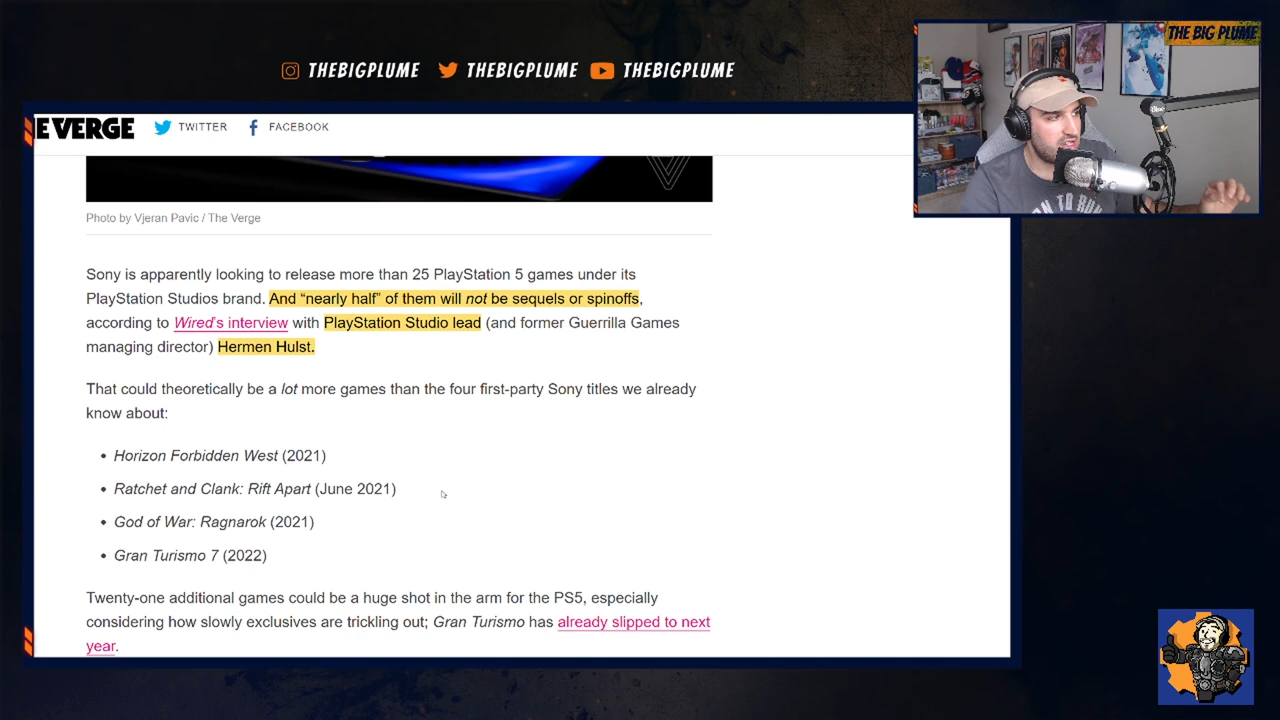 THEBIGPLUME THEBIGPLUME THEBIGPLUME
THE BIG PLUME
E VERGE TWITTER FACEBOOK
Photo by Vjeran Pavic / The Verge
Sony is apparently looking to release more than 25 PlayStation 5 games under its
PlayStation Studios brand. And “nearly half” of them will not be sequels or spinoffs,
according to Wired’s interview with PlayStation Studio lead (and former Guerrilla Games
managing director) Hermen Hulst.
That could theoretically be a lot more games than the four first-party Sony titles we already
know about:
• Horizon Forbidden West (2021)
• Ratchet and Clank: Rift Apart (June 2021)
• God of War: Ragnarok (2021)
• Gran Turismo 7 (2022)
Twenty-one additional games could be a huge shot in the arm for the PS5, especially
considering how slowly exclusives are trickling out; Gran Turismo has already slipped to next
year.